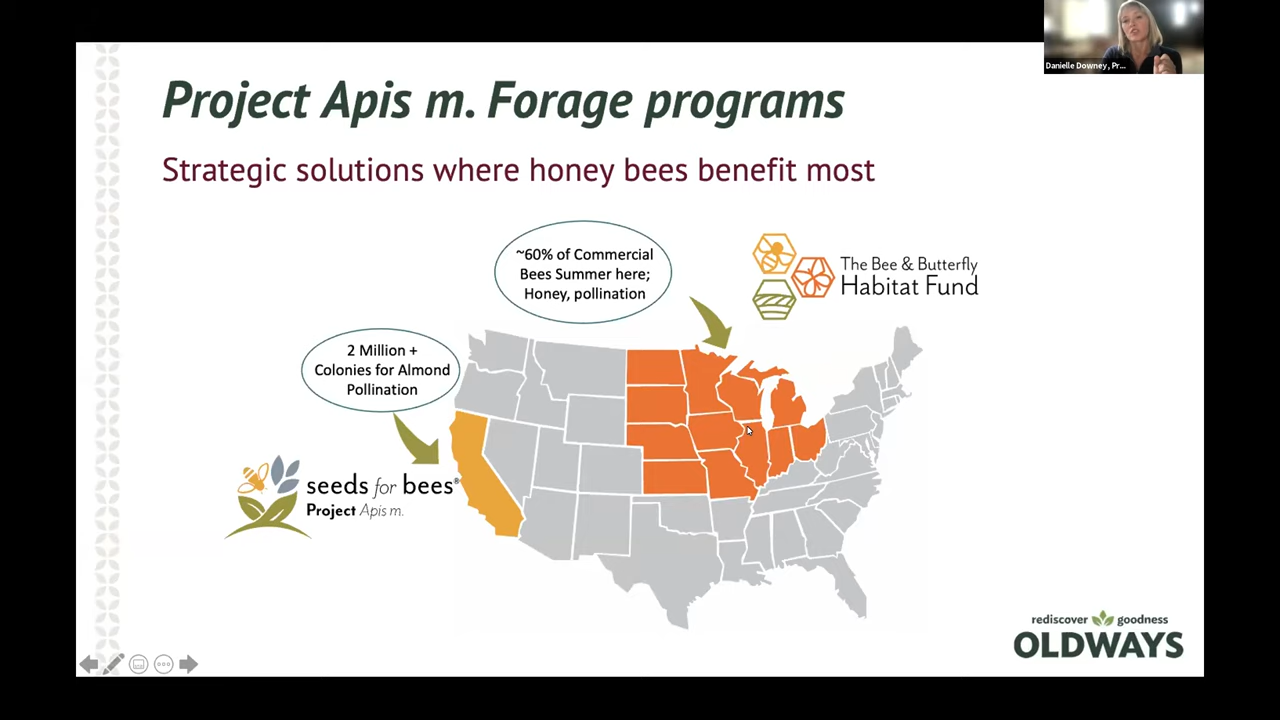 Danielle Downey, Pr...
Project Apis m. Forage programs
Strategic solutions where honey bees benefit most
~60% of Commercial
Bees Summer here;
Honey, pollination
The Bee & Butterfly
Habitat Fund
2 Million +
Colonies for Almond
Pollination
seeds for bees®
Project Apis m.
rediscover goodness
OLDWAYS